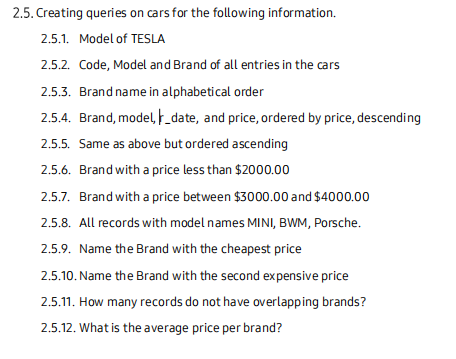 2.5. Creating queries on cars for the following information.
2.5.1. Model of TESLA
2.5.2. Code, Model and Brand of all entries in the cars
2.5.3. Brand name in alphabetical order
2.5.4. Brand, model, r_date, and price, ordered by price, descending
2.5.5. Same as above but ordered ascending
2.5.6. Brand with a price less than $2000.00
2.5.7. Brand with a price between $3000.00 and $4000.00
2.5.8. All records with model names MINI, BWM, Porsche.
2.5.9. Name the Brand with the cheapest price
2.5.10. Name the Brand with the second expensive price
2.5.11. How many records do not have overlapping brands?
2.5.12. What is the average price per brand?